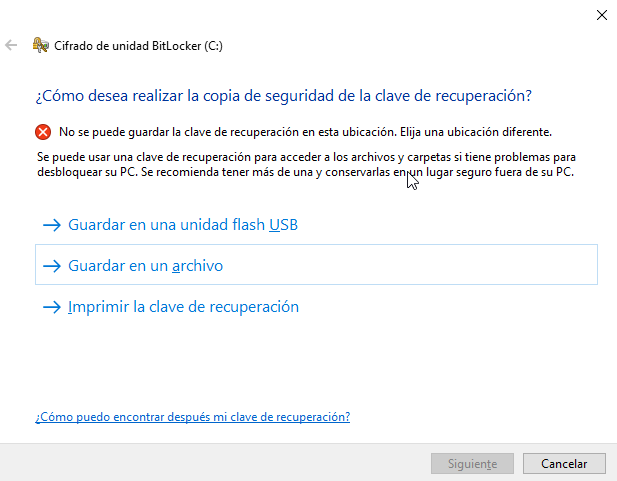 Cifrado de unidad BitLocker (C:)
¿Cómo desea realizar la copia de seguridad de la clave de recuperación?
No se puede guardar la clave de recuperación en esta ubicación. Elija una ubicación diferente.
Se puede usar una clave de recuperación para acceder a los archivos y carpetas si tiene problemas para
desbloquear su PC. Se recomienda tener más de una y conservarlas en un lugar seguro fuera de su PC.
Guardar en una unidad flash USB
Guardar en un archivo
Imprimir la clave de recuperación
¿Cómo puedo encontrar después mi clave de recuperación?
Siguiente
Cancelar